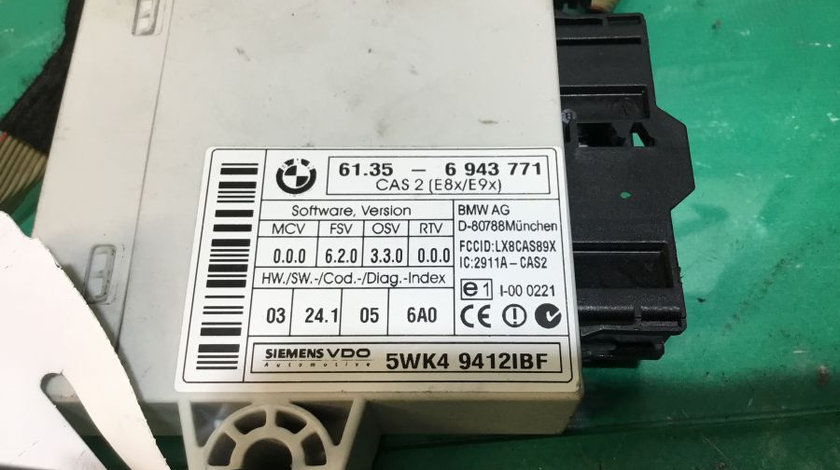 BMW
61.35 – 6 943 771
CAS 2 (E8x/E9x)
Software, Version
MCV FSV OSV RTV
0.0.0 6.2.0 3.3.0 0.0.0
HW./SW.-/Cod.-/Diag.-Index
03 24.1 05 6A0
BMW AG
D-80788München
FCCID:LX8CAS89X
IC:2911A–CAS2
e1 I-00 0221
CE
SIEMENS VDO
Automotive
5WK4 9412IBF